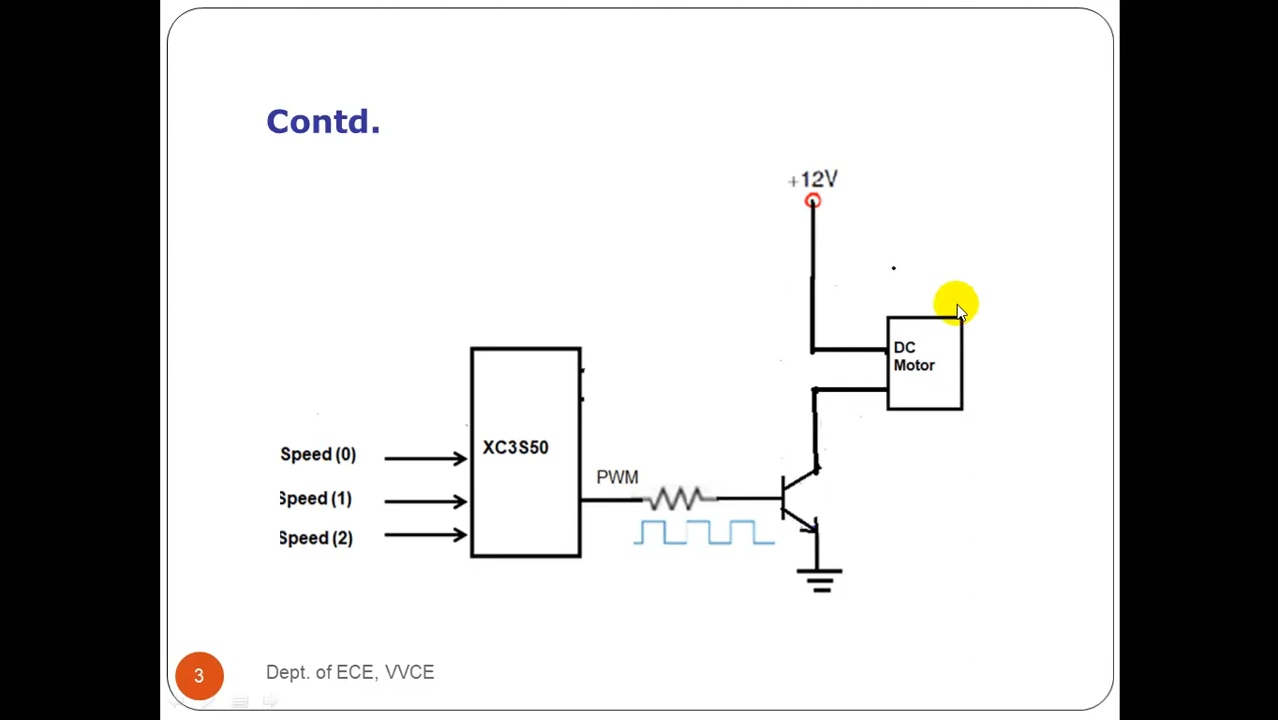 Contd.
+12V
DC
Motor
XC3S50
Speed (0)
Speed (1)
Speed (2)
PWM
3
Dept. of ECE, VVCE